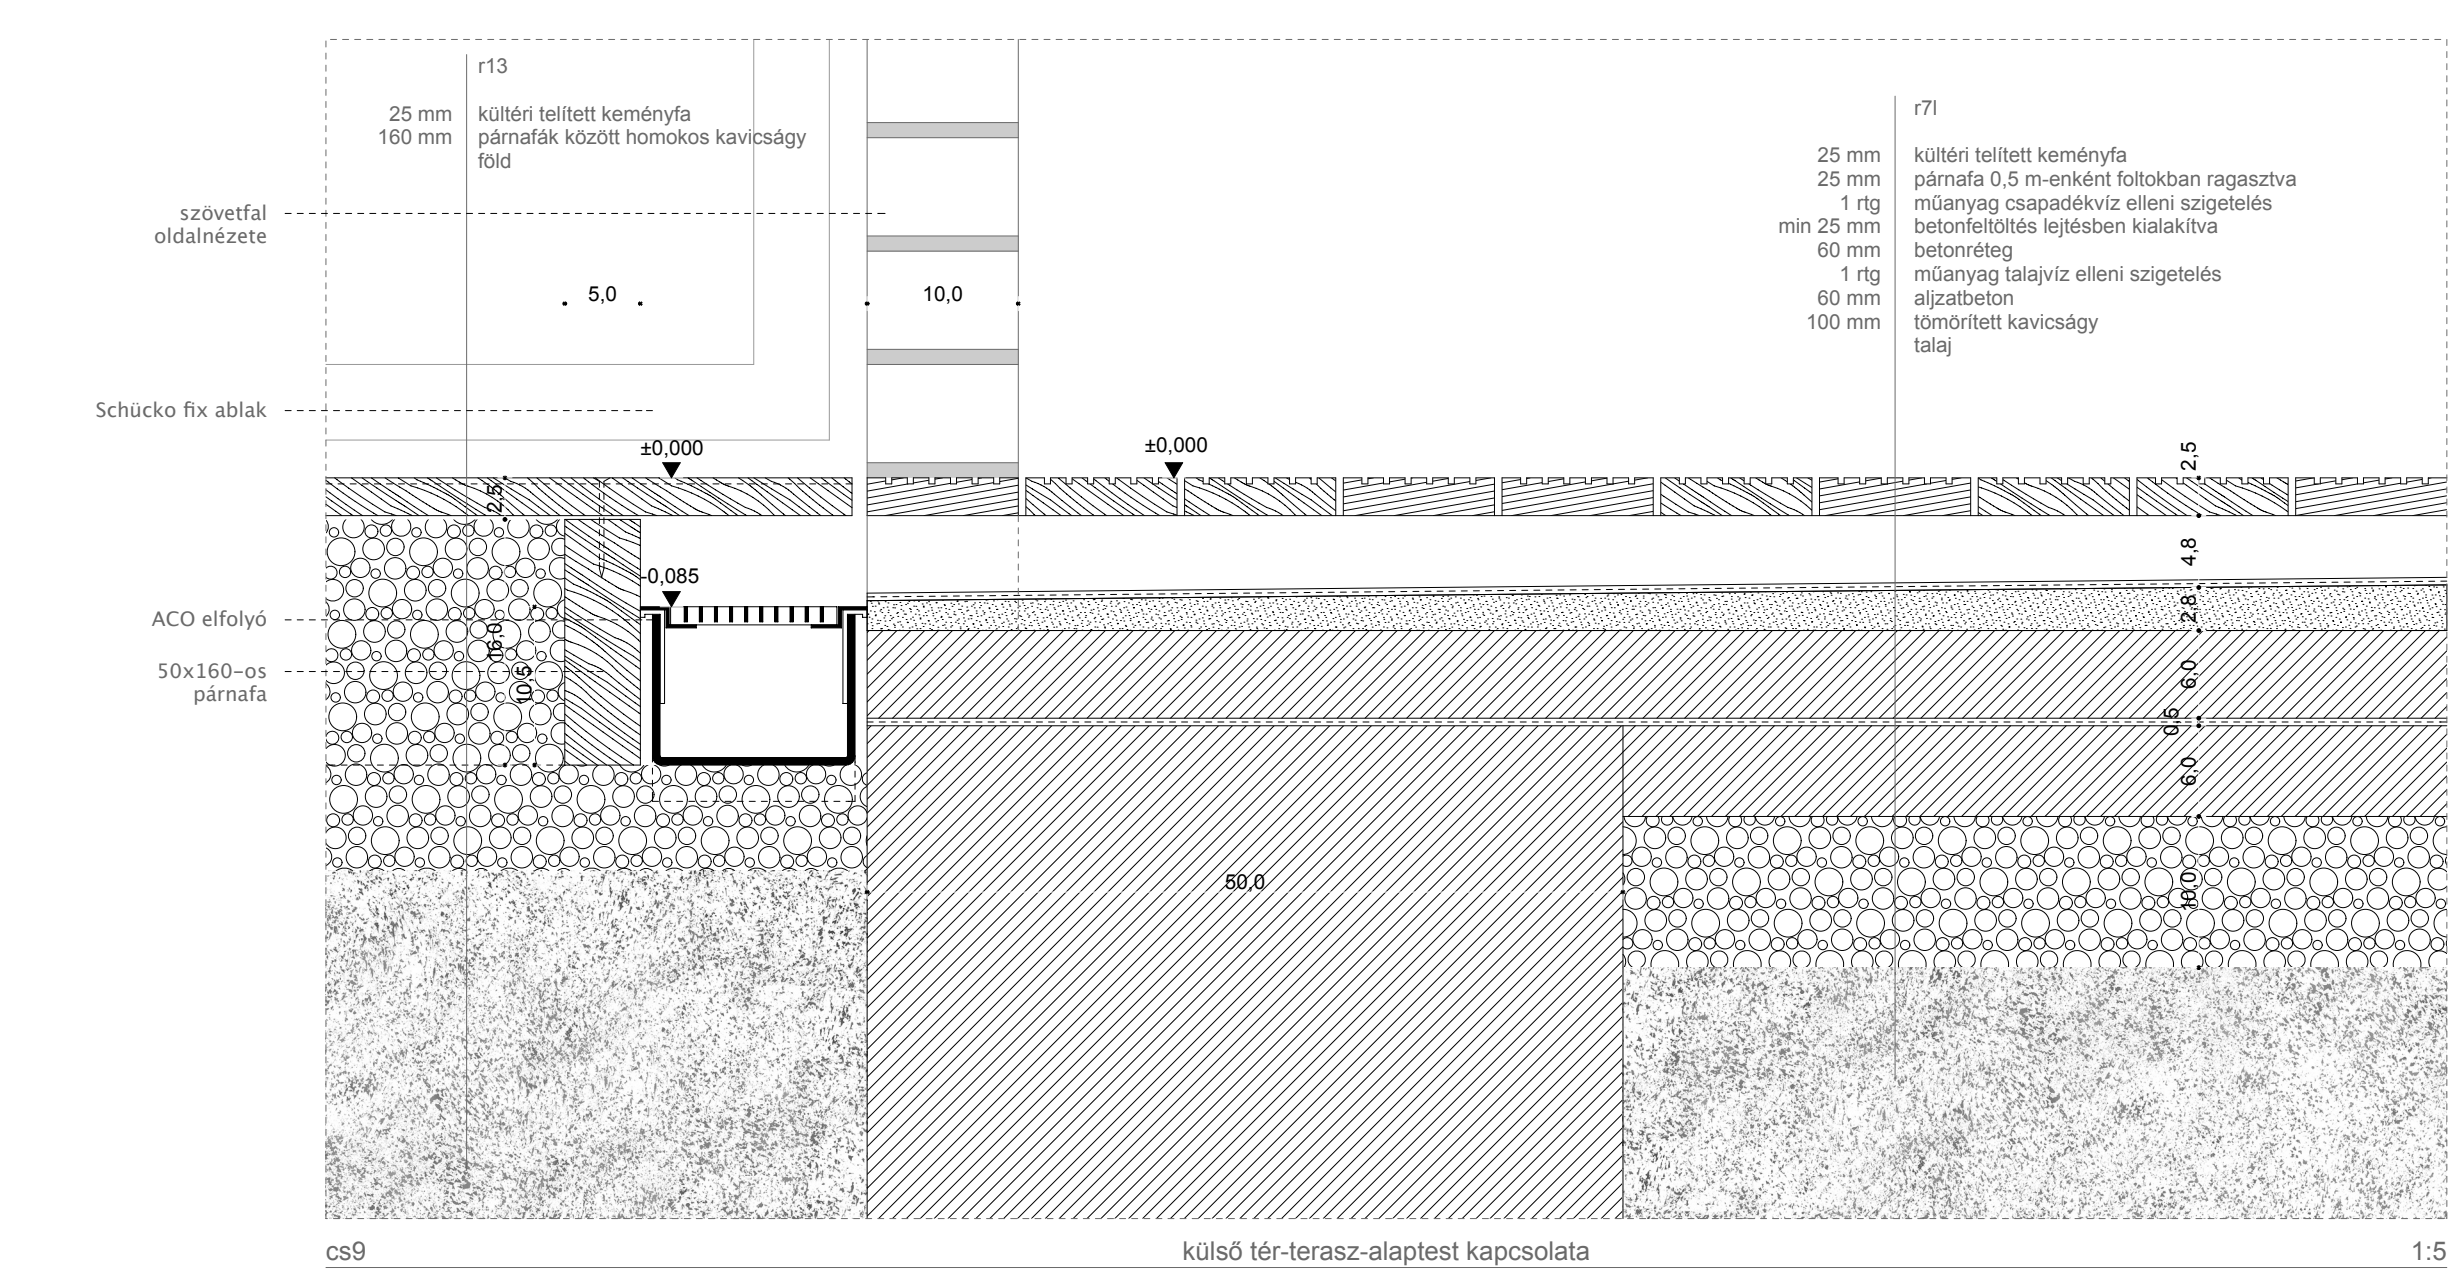 r13
25 mm kültéri telített keményfa
160 mm párnafák között homokos kavicságy
föld
r7l
25 mm kültéri telített keményfa
25 mm párnafa 0,5 m-enként foltokban ragasztva
1 rtg műanyag csapadékvíz elleni szigetelés
min 25 mm betonfeltöltés lejtésben kialakítva
60 mm betonréteg
1 rtg műanyag talajvíz elleni szigetelés
60 mm aljzatbeton
100 mm tömörített kavicságy
talaj
szövetfal
oldalnézete
5,0
10,0
Schücko fix ablak
±0,000
±0,000
2,5
2,5
4,8
-0,085
ACO elfolyó
2,8
16,0
50x160-os
párnafa
10,5
6,0
0,5
6,0
50,0
10,0
cs9
külső tér-terasz-alaptest kapcsolata
1:5